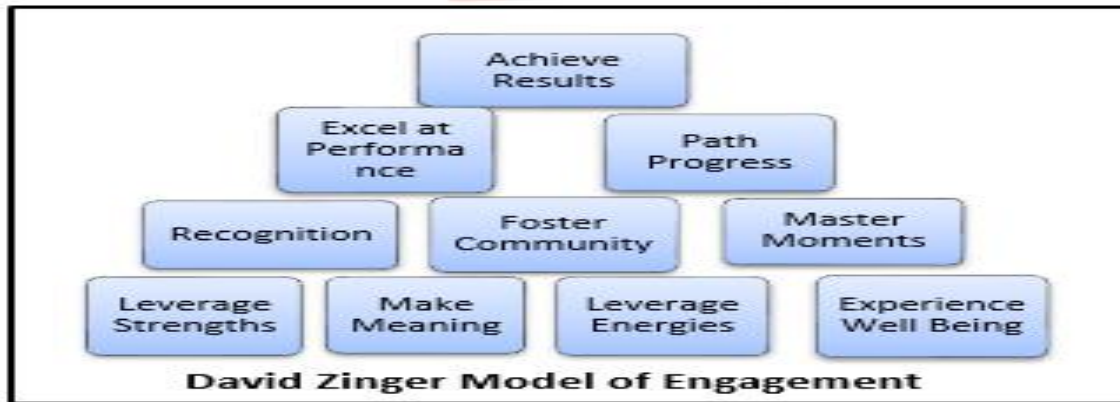 Achieve
Results
Excel at
Performa
nce
Path
Progress
Recognition
Foster
Community
Master
Moments
Leverage
Strengths
Make
Meaning
Leverage
Energies
Experience
Well Being
David Zinger Model of Engagement